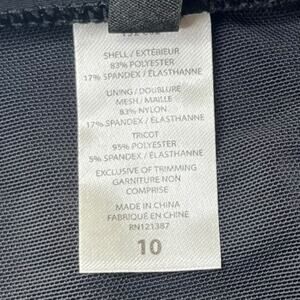 SHELL / EXTÉRIEUR
83% POLYESTER
17% SPANDEX / ÉLASTHANNE
LINING / DOUBLURE
MESH / MAILLE
83% NYLON
17% SPANDEX / ÉLASTHANNE
TRICOT
95% POLYESTER
5% SPANDEX / ÉLASTHANNE
EXCLUSIVE OF TRIMMING
GARNITURE NON
COMPRISE
MADE IN CHINA
FABRIQUÉ EN CHINE
RN121387
10